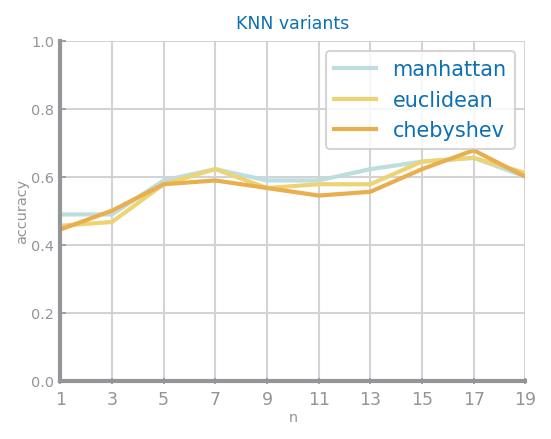 KNN variants
manhattan
euclidean
chebyshev
accuracy
1.0
0.8
0.6
0.4
0.2
0.0
1 3 5 7 9 11 13 15 17 19
n